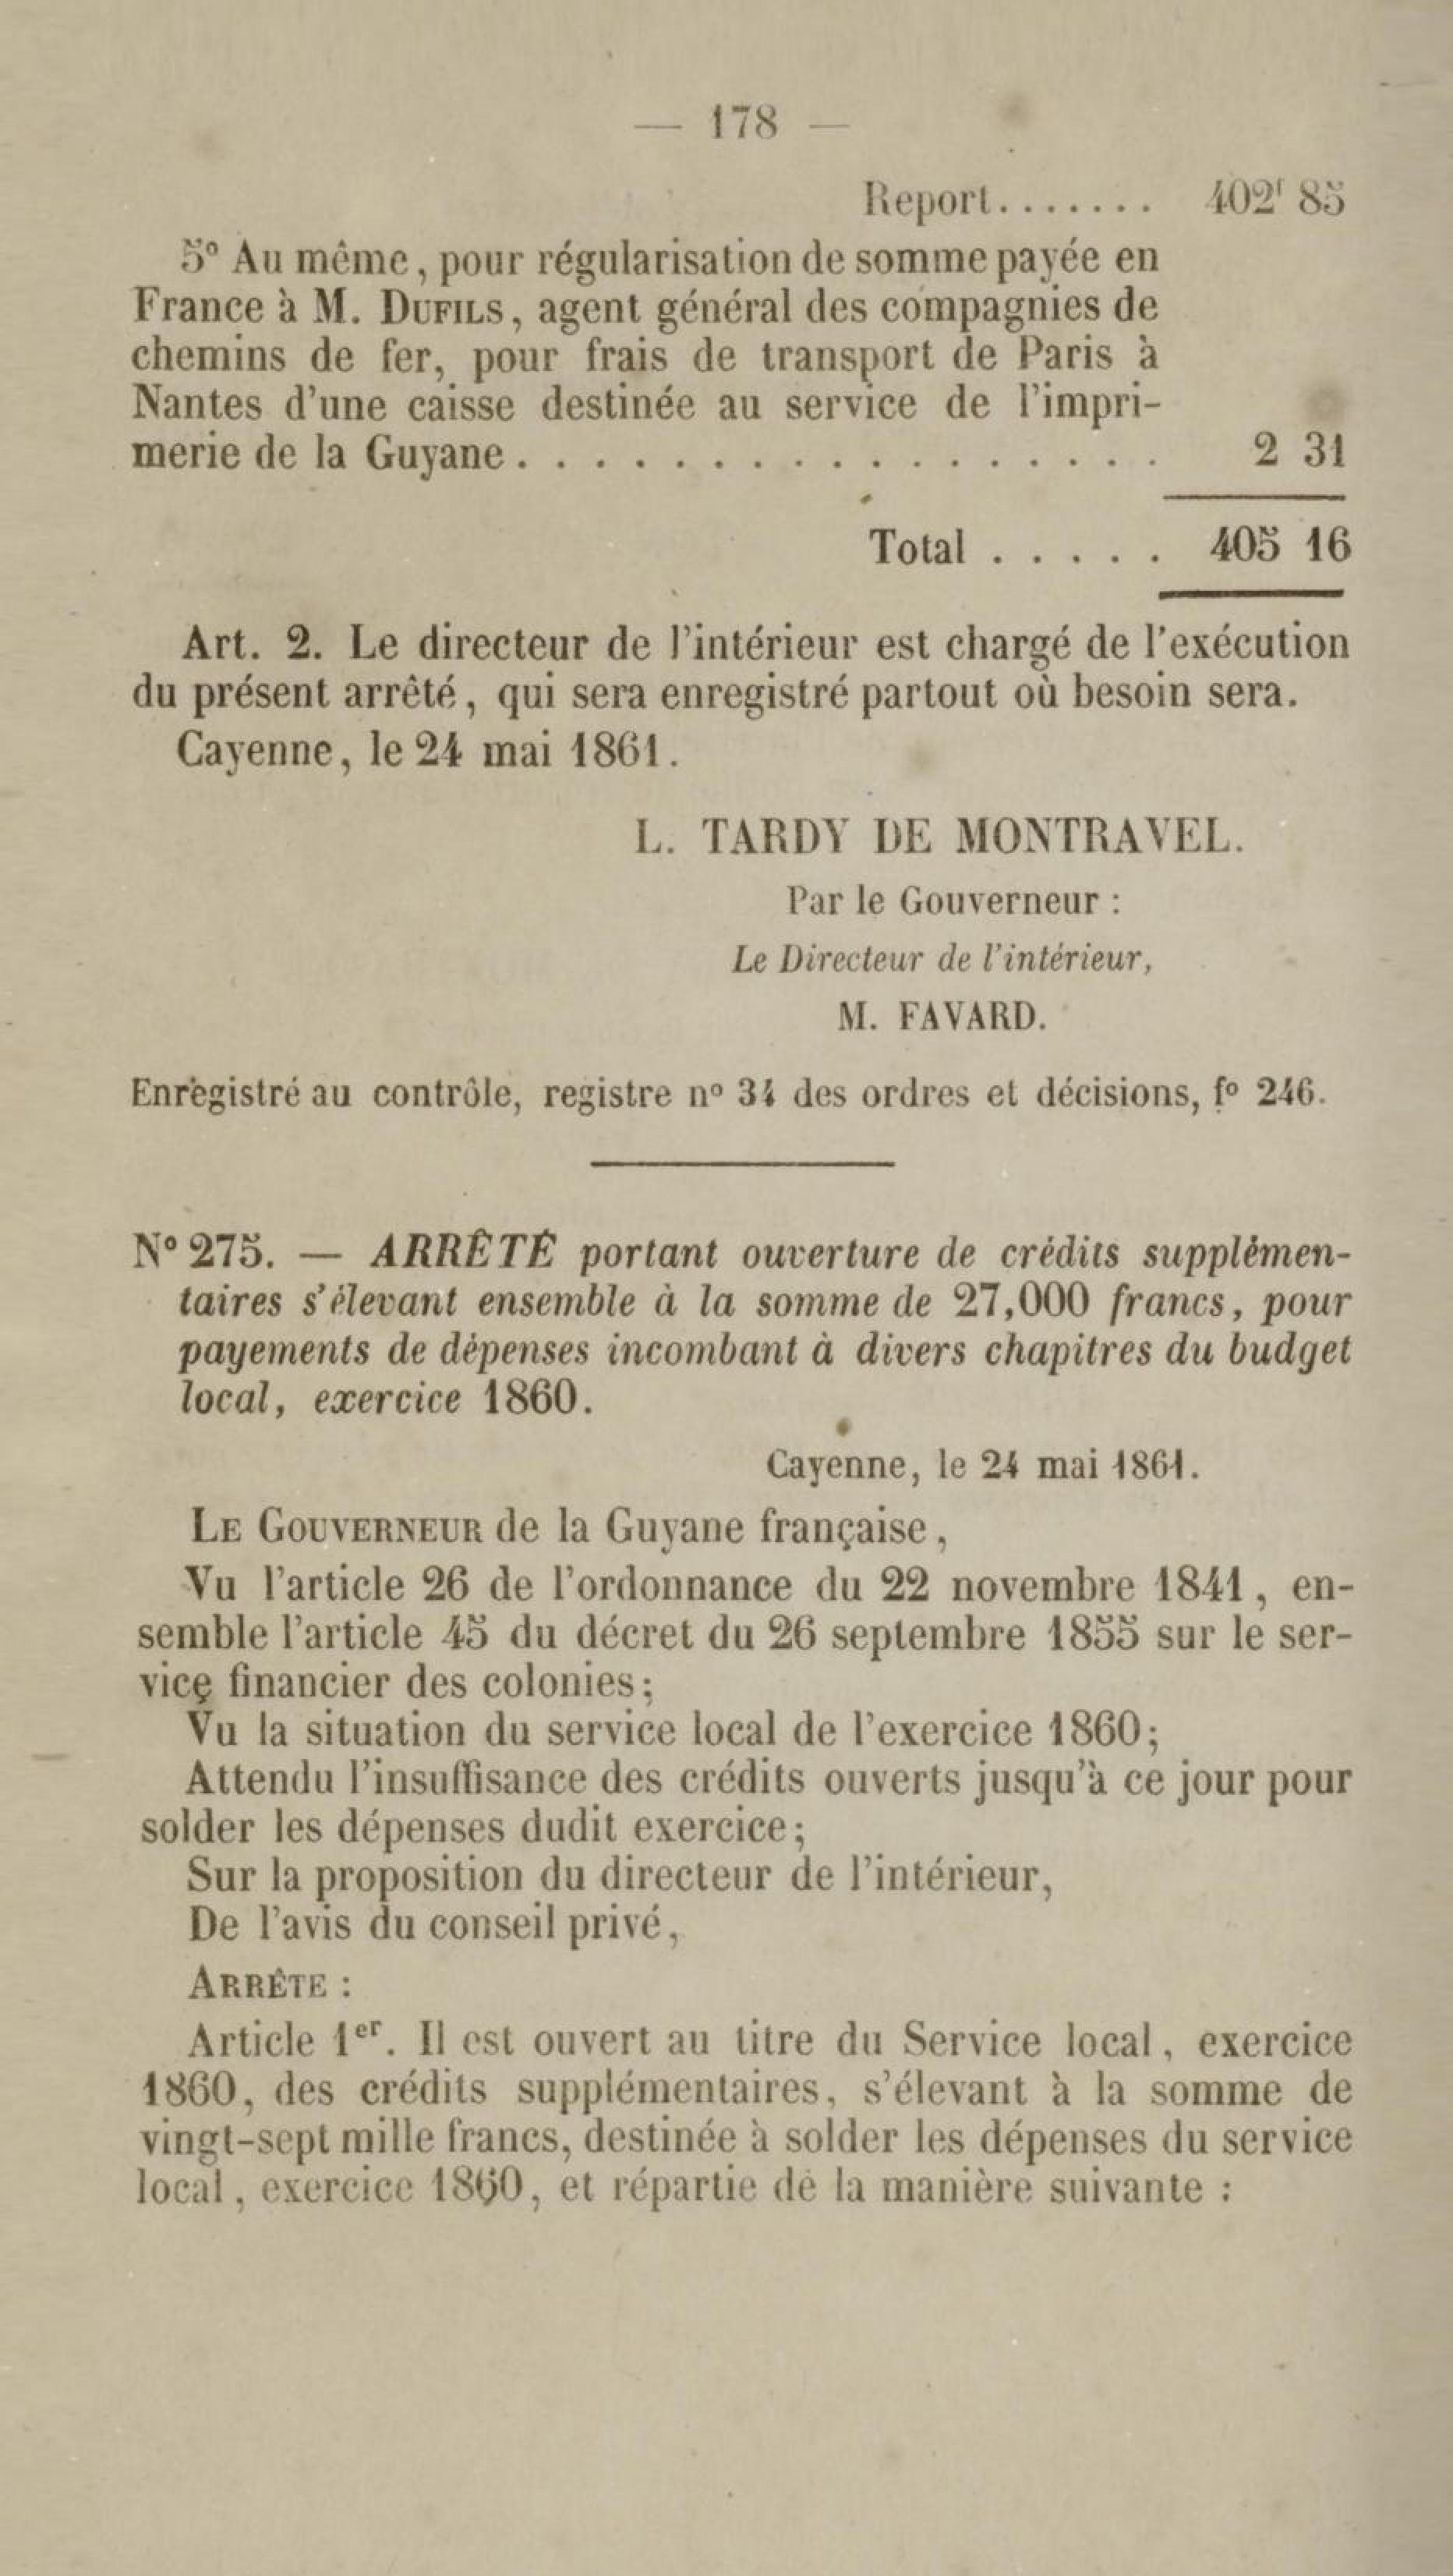 — 178 —
Report....... 402f 85
5° Au même, pour régularisation de somme payée en
France à M. DUFILS, agent général des compagnies de
chemins de fer, pour frais de transport de Paris à
Nantes d'une caisse destinée au service de l'impri-
merie de la Guyane................. 2 31
Total ..... 405 16
Art. 2. Le directeur de l'intérieur est chargé de l'exécution
du présent arrêté, qui sera enregistré partout où besoin sera.
Cayenne, le 24 mai 1861.
L. TARDY DE MONTRAVEL.
Par le Gouverneur :
Le Directeur de l'intérieur,
M. FAVARD.
Enregistré au contrôle, registre n° 34 des ordres et décisions, f° 246.
N° 275. — ARRÊTÉ portant ouverture de crédits supplémen-
taires s'élevant ensemble à la somme de 27,000 francs, pour
payements de dépenses incombant à divers chapitres du budget
local, exercice 1860.
Cayenne, le 24 mai 1861.
LE GOUVERNEUR de la Guyane française,
Vu l'article 26 de l'ordonnance du 22 novembre 1841, en-
semble l'article 45 du décret du 26 septembre 1855 sur le ser-
vice financier des colonies;
Vu la situation du service local de l'exercice 1860;
Attendu l'insuffisance des crédits ouverts jusqu'à ce jour pour
solder les dépenses dudit exercice;
Sur la proposition du directeur de l'intérieur,
De l'avis du conseil privé,
ARRÊTE :
Article 1er. Il est ouvert au titre du Service local, exercice
1860, des crédits supplémentaires, s'élevant à la somme de
vingt-sept mille francs, destinée à solder les dépenses du service
local, exercice 1860, et répartie de la manière suivante :